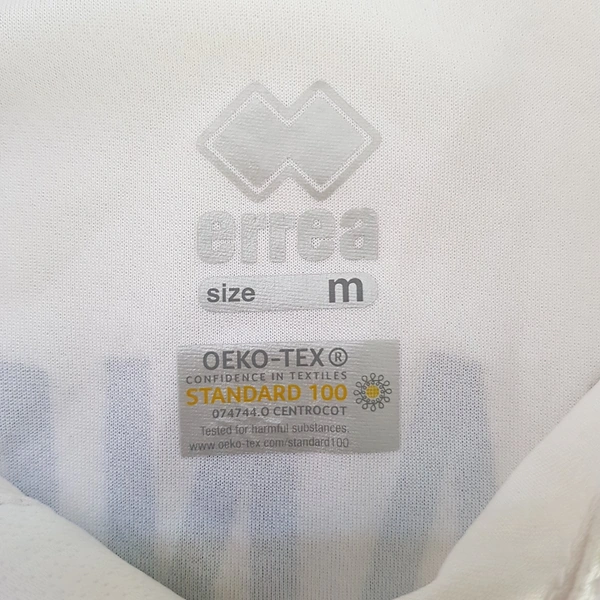 errea
size m
OEKO-TEX®
CONFIDENCE IN TEXTILES
STANDARD 100
074744.O CENTROCOT
Tested for harmful substances.
www.oeko-tex.com/standard100